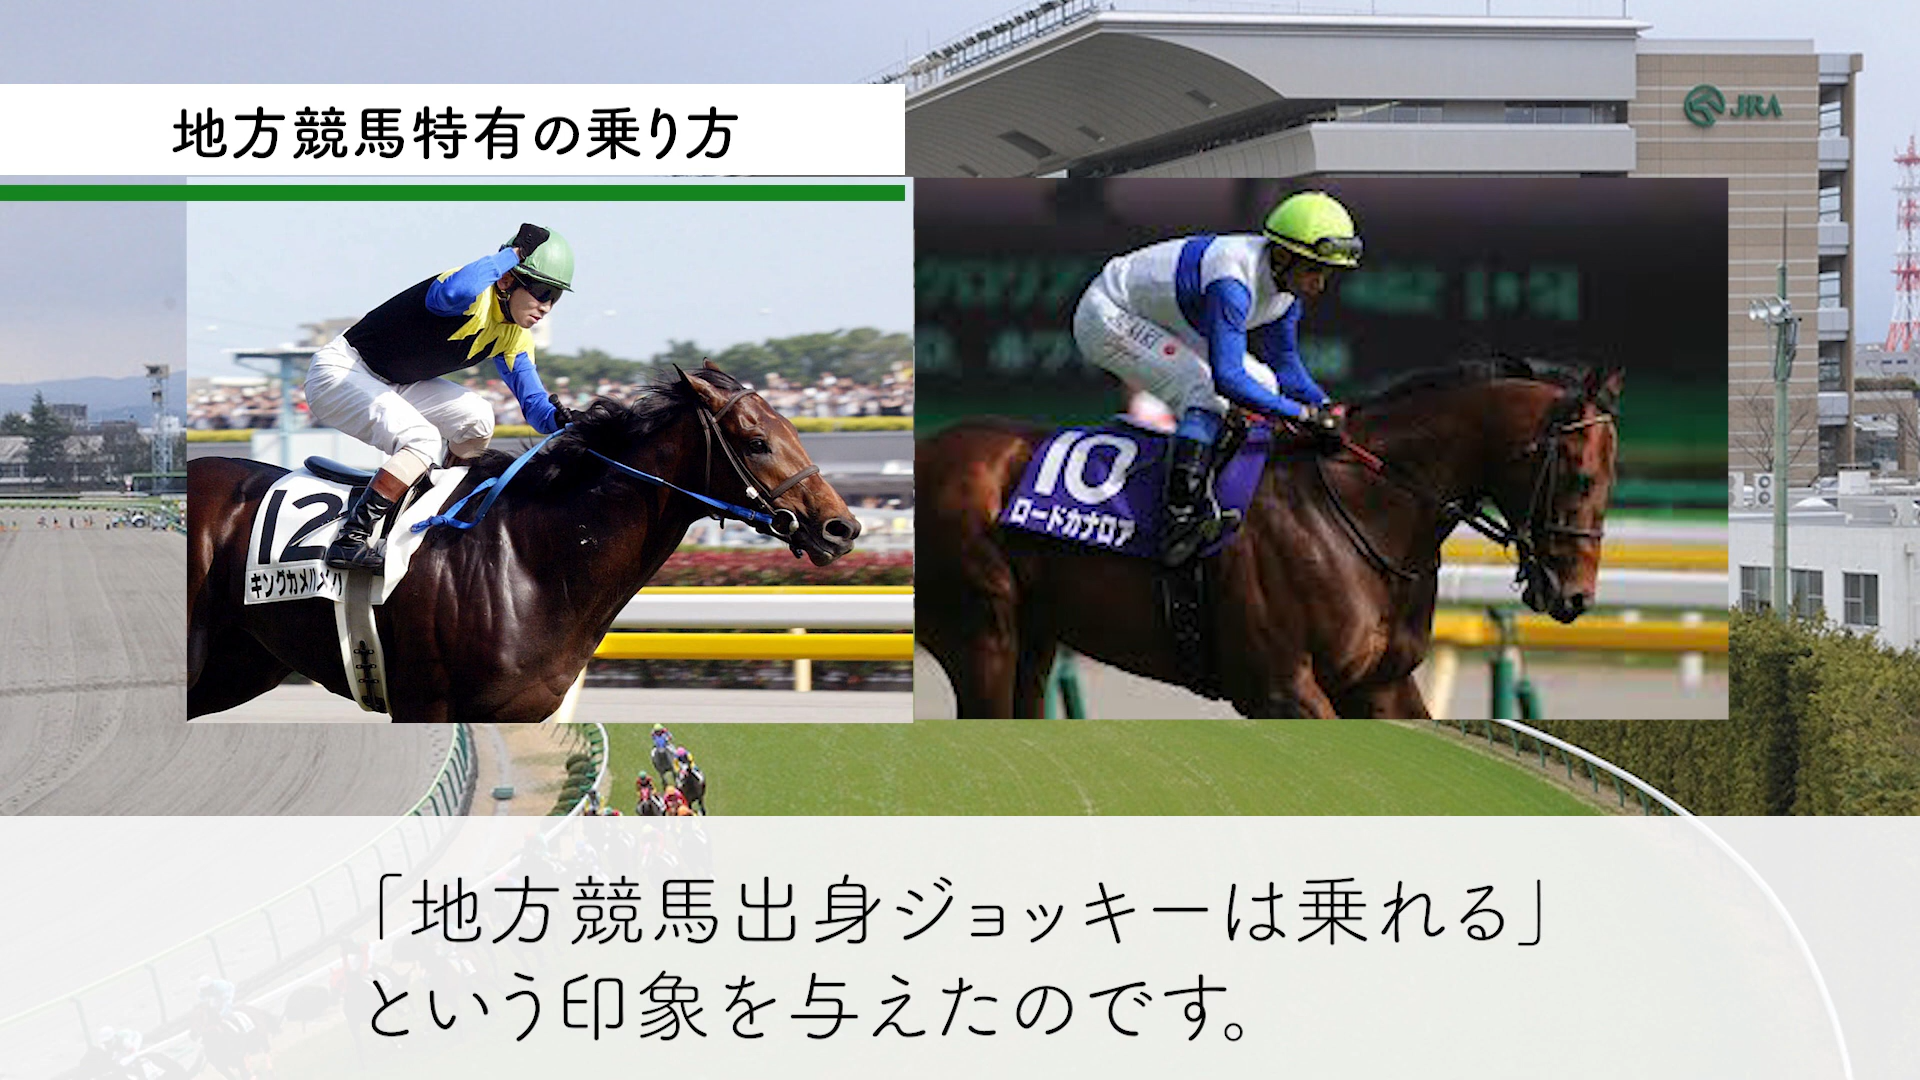 地方競馬特有の乗り方
JRA
12
キングカメハメハ
10
ロードカナロア
「地方競馬出身ジョッキーは乗れる」
という印象を与えたのです。